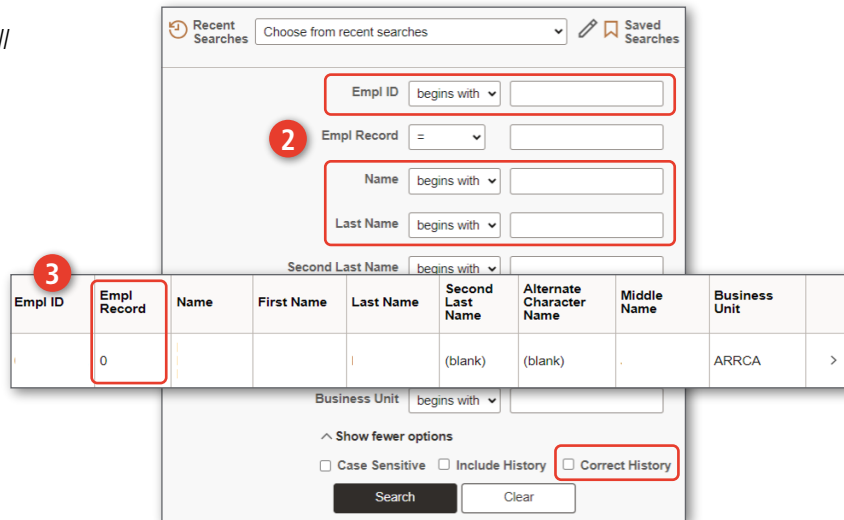 Recent Searches Choose from recent searches Saved Searches
Empl ID begins with
2
Empl Record =
Name begins with
Last Name begins with
Second Last Name begins with
3
Empl ID Empl Record Name First Name Last Name Second Last Name Alternate Character Name Middle Name Business Unit
0 (blank) (blank) ARRCA >
Business Unit begins with
Show fewer options
Case Sensitive Include History Correct History
Search Clear